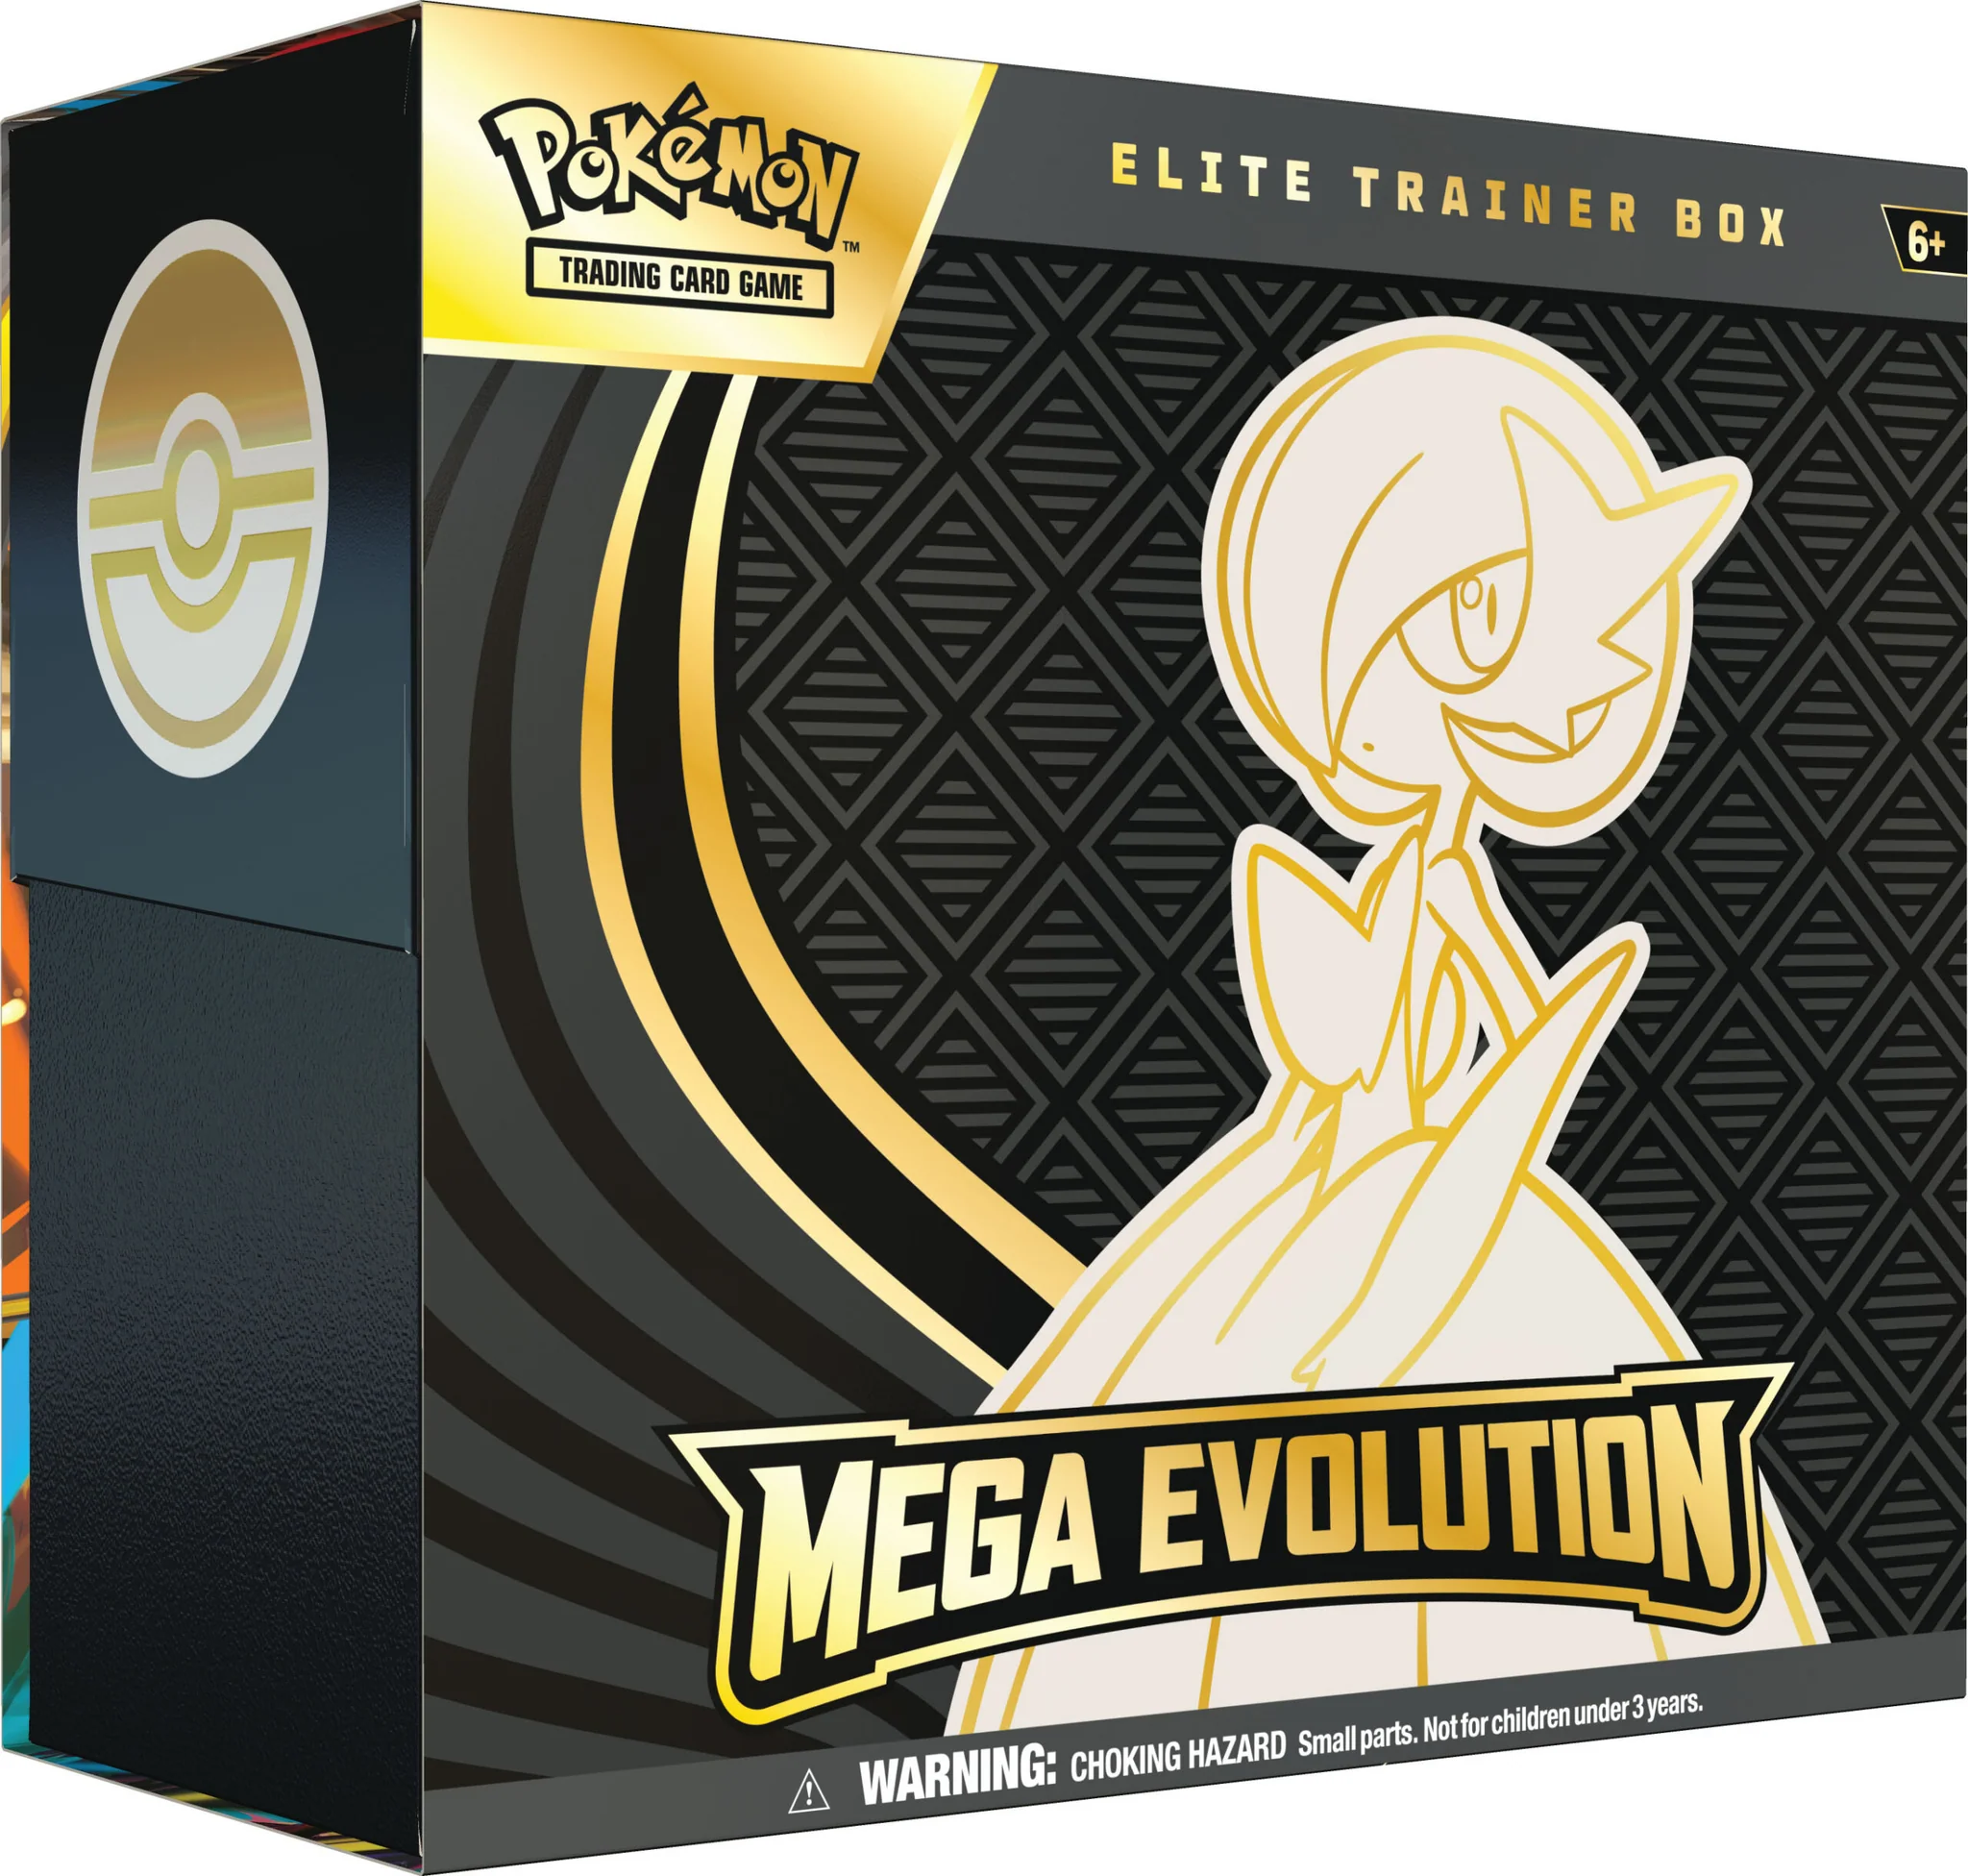 POKéMON
™
TRADING CARD GAME
ELITE TRAINER BOX
6+
MEGA EVOLUTION
WARNING: CHOKING HAZARD Small parts. Not for children under 3 years.